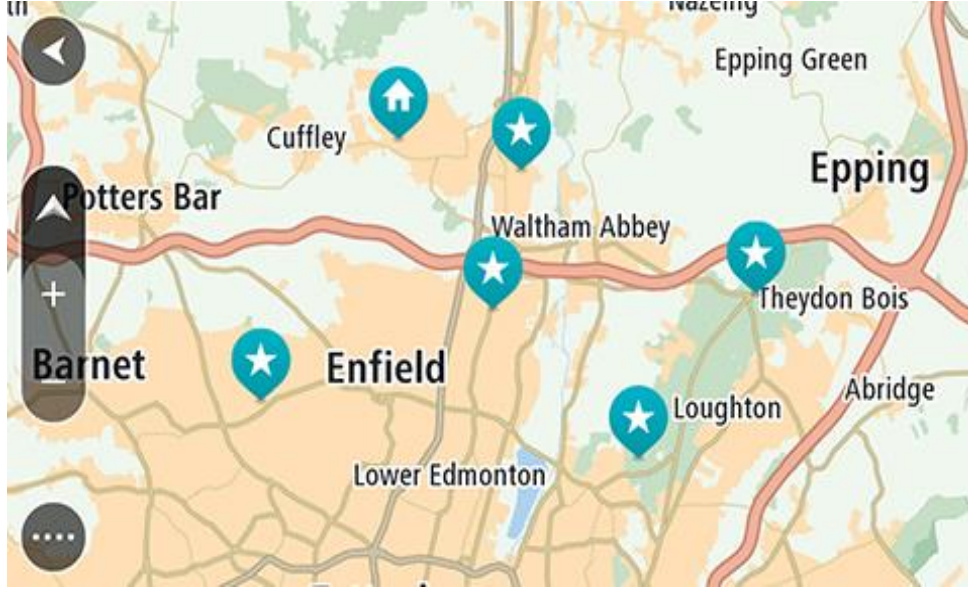 Nazeing
Epping Green
Cuffley
Epping
Potters Bar
Waltham Abbey
Theydon Bois
Barnet
Enfield
Abridge
Loughton
Lower Edmonton